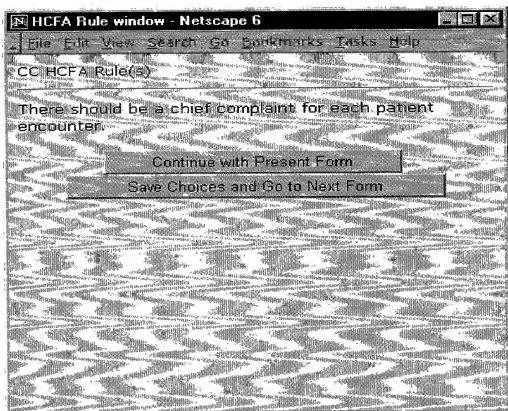 HCFA Rule window - Netscape 6
File Edit View Search Go Bookmarks Tasks Help
CC HCFA Rule(s)
There should be a chief complaint for each patient
encounter.
Continue with Present Form
Save Choices and Go to Next Form